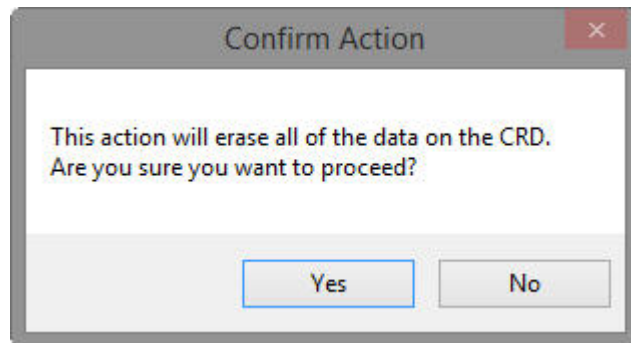 Confirm Action
This action will erase all of the data on the CRD.
Are you sure you want to proceed?
Yes No